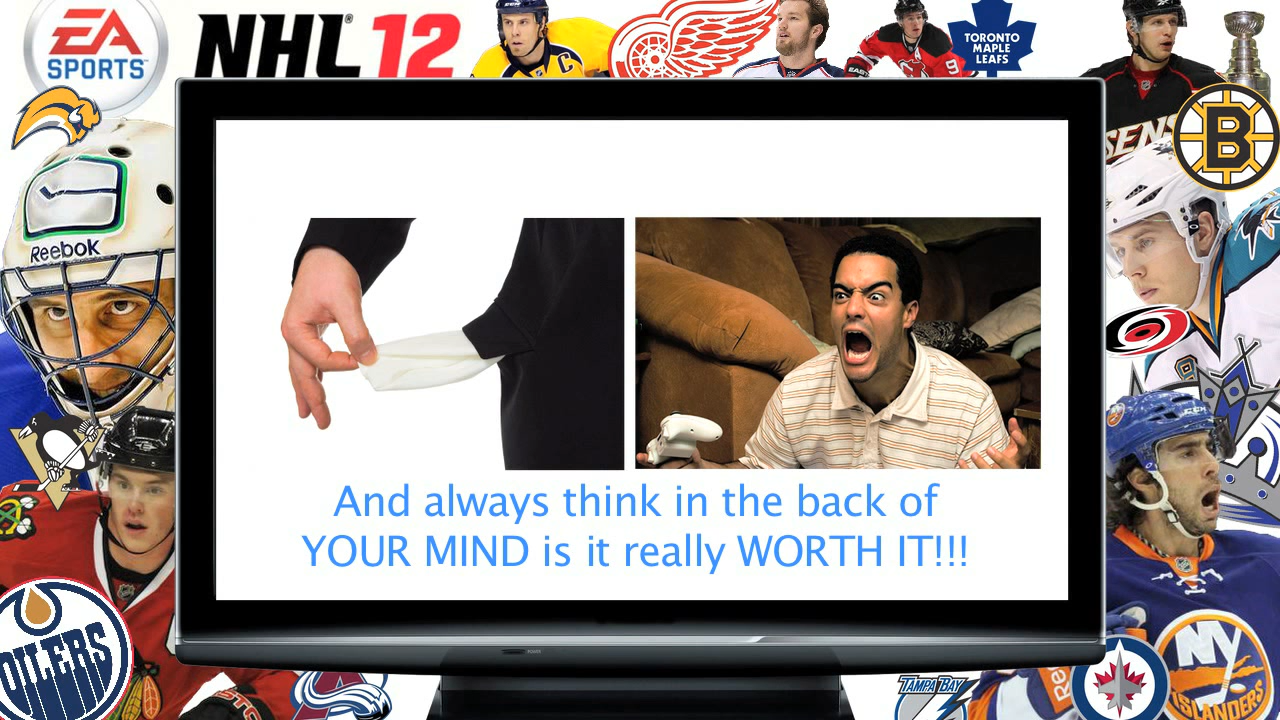 EA
SPORTS
NHL 12
C
TORONTO
MAPLE
LEAFS
SENS
B
Reebok
And always think in the back of
YOUR MIND is it really WORTH IT!!!
OILERS
TAMPA BAY
NY
ISLANDERS